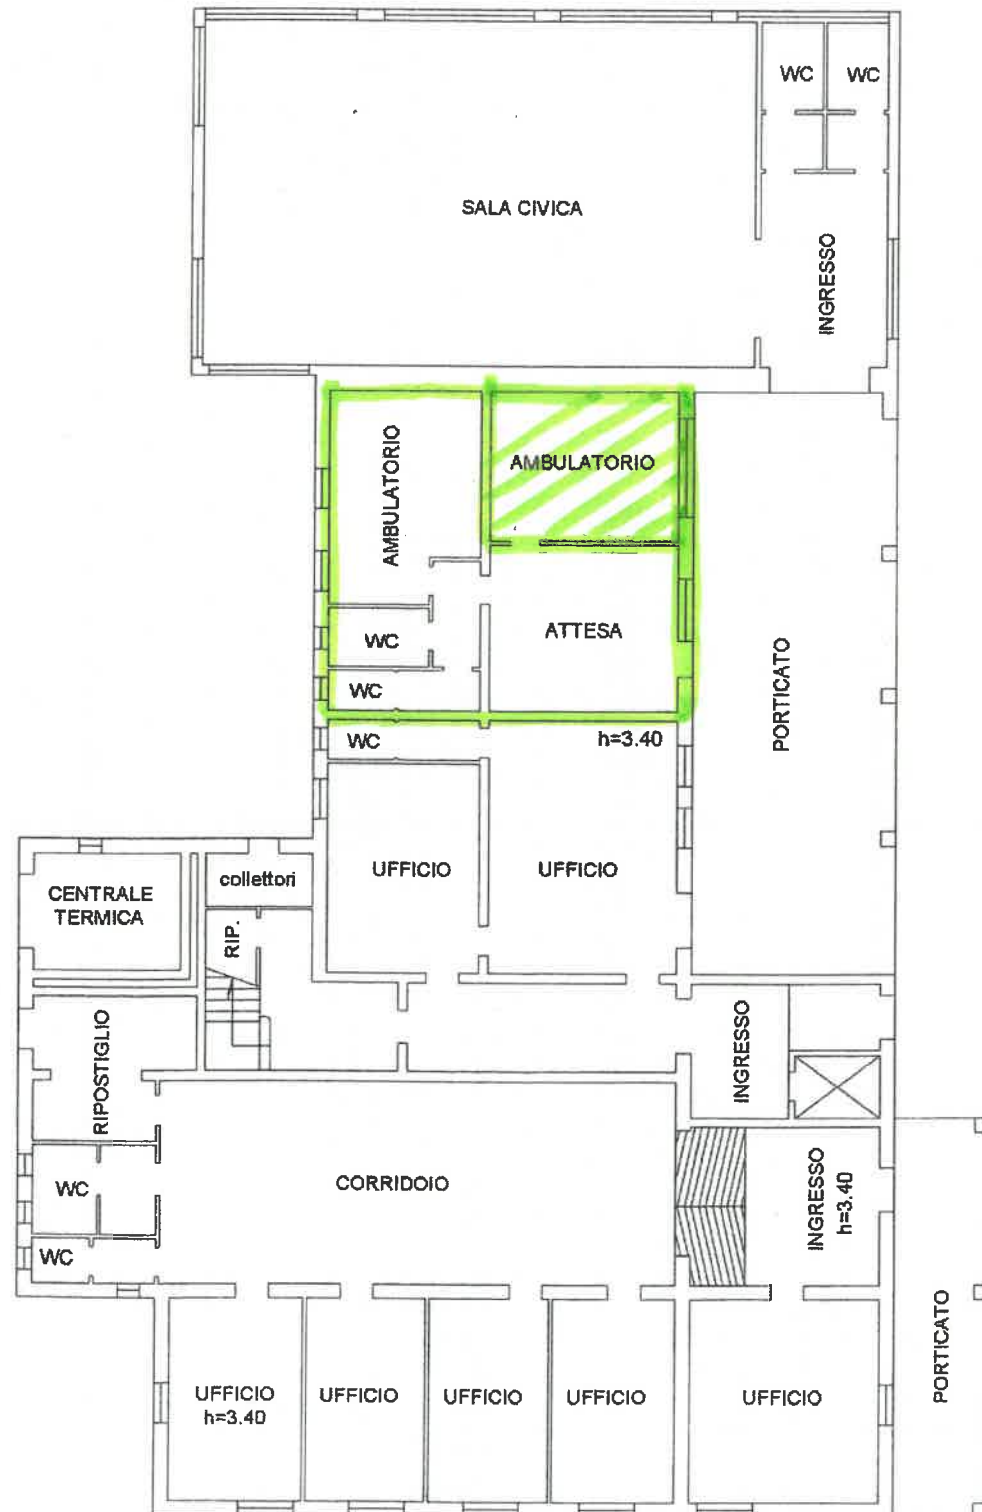 WC
WC
SALA CIVICA
INGRESSO
AMBULATORIO
AMBULATORIO
ATTESA
WC
WC
WC
h=3.40
PORTICATO
UFFICIO
UFFICIO
collettori
CENTRALE
TERMICA
RIP.
RIPOSTIGLIO
INGRESSO
CORRIDOIO
WC
INGRESSO
h=3.40
WC
UFFICIO
h=3.40
UFFICIO
UFFICIO
UFFICIO
UFFICIO
PORTICATO